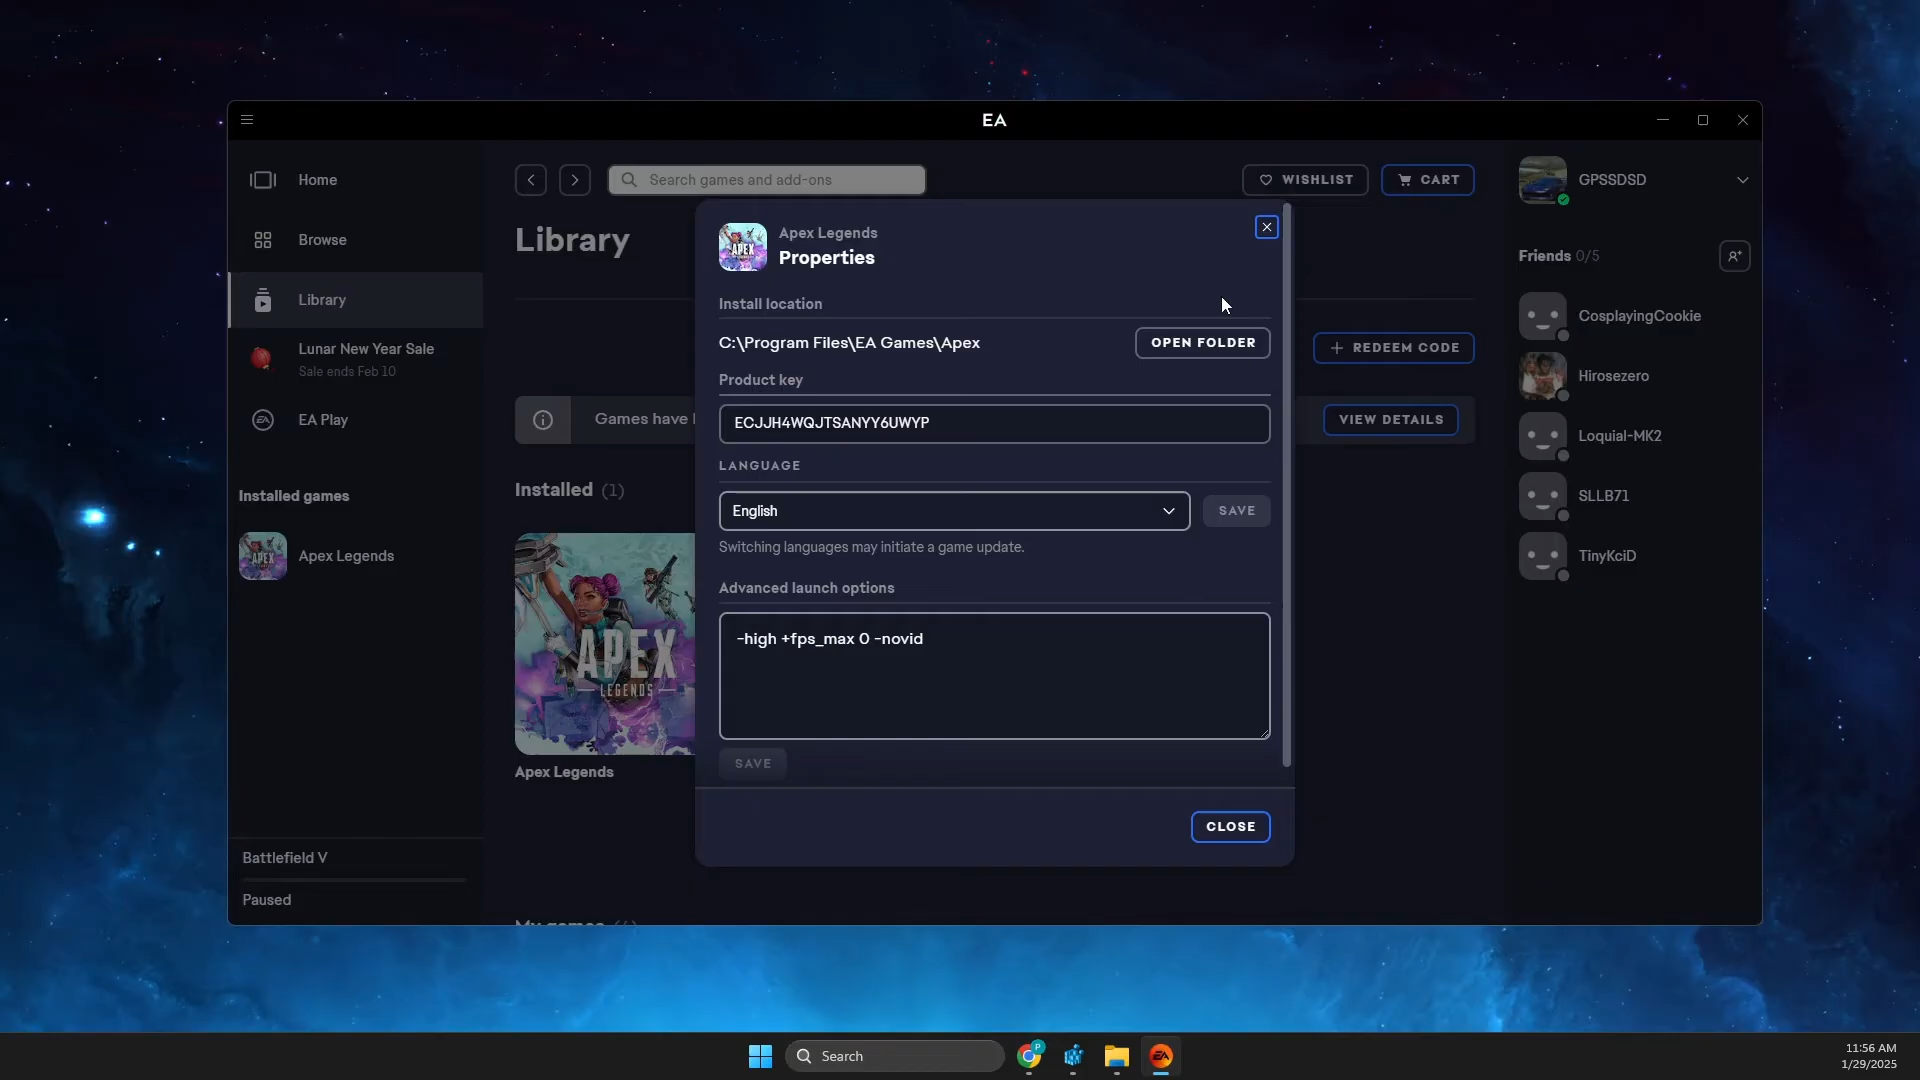 EA
Home
Browse
Library
Lunar New Year Sale
Sale ends Feb 10
EA Play
Installed games
Apex Legends
Battlefield V
Paused
Search games and add-ons
WISHLIST
CART
Library
REDEEM CODE
Games have
VIEW DETAILS
Installed (1)
APEX
LEGENDS
Apex Legends
Apex Legends
Properties
Install location
C:\Program Files\EA Games\Apex
OPEN FOLDER
Product key
ECJJH4WQJTSANYY6UWYP
LANGUAGE
English
SAVE
Switching languages may initiate a game update.
Advanced launch options
-high +fps_max 0 -novid
SAVE
CLOSE
GPSSDSD
Friends 0/5
CosplayingCookie
Hirosezero
Loquial-MK2
SLLB71
TinyKciD
Search
11:56 AM
1/29/2025